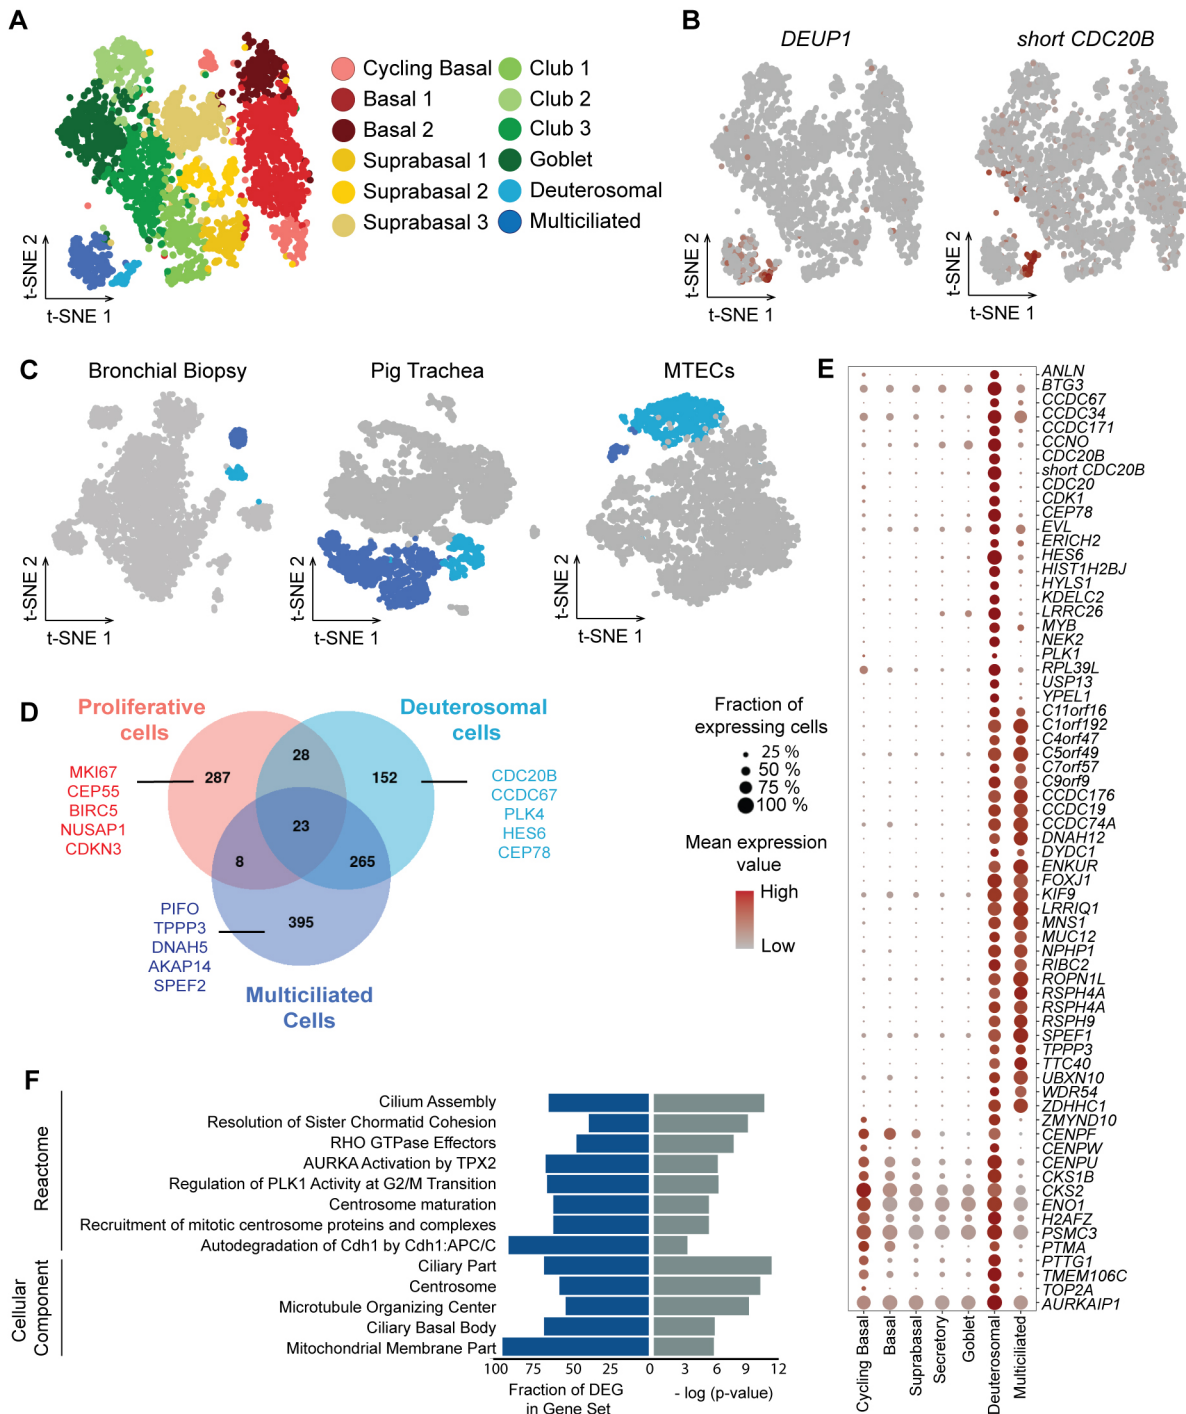 A
Cycling Basal
Basal 1
Basal 2
Suprabasal 1
Suprabasal 2
Suprabasal 3
Club 1
Club 2
Club 3
Goblet
Deuterosomal
Multiciliated
t-SNE 2
t-SNE 1
B
DEUP1
short CDC20B
t-SNE 2
t-SNE 1
t-SNE 2
t-SNE 1
C
Bronchial Biopsy
Pig Trachea
MTECs
t-SNE 2
t-SNE 1
t-SNE 2
t-SNE 1
t-SNE 2
t-SNE 1
D
Proliferative
cells
Deuterosomal
cells
MKI67
CEP55
BIRC5
NUSAP1
CDKN3
287
28
152
23
8
265
395
CDC20B
CCDC67
PLK4
HES6
CEP78
PIFO
TPPP3
DNAH5
AKAP14
SPEF2
Multiciliated
Cells
Fraction of
expressing cells
25 %
50 %
75 %
100 %
Mean expression
value
High
Low
E
ANLN
BTG3
CCDC67
CCDC34
CCDC171
CCNO
CDC20B
short CDC20B
CDC20
CDK1
CEP78
EVL
ERICH2
HES6
HIST1H2BJ
HYLS1
KDELC2
LRRC26
MYB
NEK2
PLK1
RPL39L
USP13
YPEL1
C11orf16
C1orf192
C4orf47
C5orf49
C7orf57
C9orf9
CCDC176
CCDC19
CCDC74A
DNAH12
DYDC1
ENKUR
FOXJ1
KIF9
LRRIQ1
MNS1
MUC12
NPHP1
RIBC2
ROPN1L
RSPH4A
RSPH4A
RSPH9
SPEF1
TPPP3
TTC40
UBXN10
WDR54
ZDHHC1
ZMYND10
CENPF
CENPW
CENPU
CKS1B
CKS2
ENO1
H2AFZ
PSMC3
PTMA
PTTG1
TMEM106C
TOP2A
AURKAIP1
Cycling Basal
Basal
Suprabasal
Secretory
Goblet
Deuterosomal
Multiciliated
F
Reactome
Cilium Assembly
Resolution of Sister Chormatid Cohesion
RHO GTPase Effectors
AURKA Activation by TPX2
Regulation of PLK1 Activity at G2/M Transition
Centrosome maturation
Recruitment of mitotic centrosome proteins and complexes
Autodegradation of Cdh1 by Cdh1:APC/C
Cellular
Component
Ciliary Part
Centrosome
Microtubule Organizing Center
Ciliary Basal Body
Mitochondrial Membrane Part
100 75 50 25 0 3 6 9 12
Fraction of DEG
in Gene Set
- log (p-value)